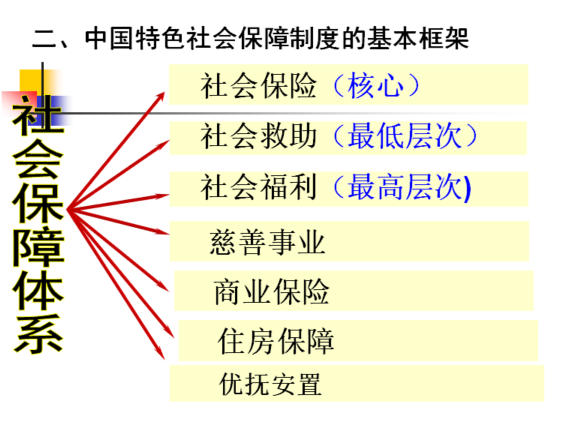 二、中国特色社会保障制度的基本框架
社会保障体系
社会保险（核心）
社会救助（最低层次）
社会福利（最高层次)
慈善事业
商业保险
住房保障
优抚安置